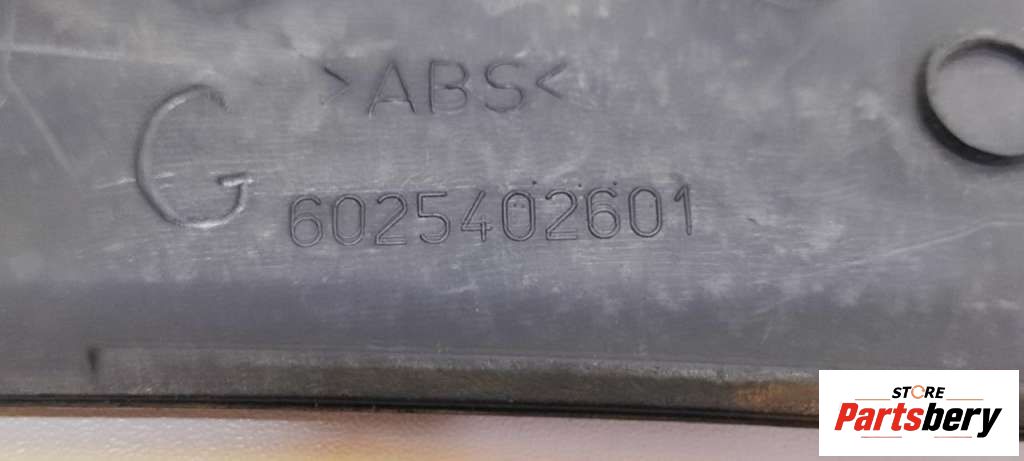 >ABS<
G
6025402601
STORE
Partsbery